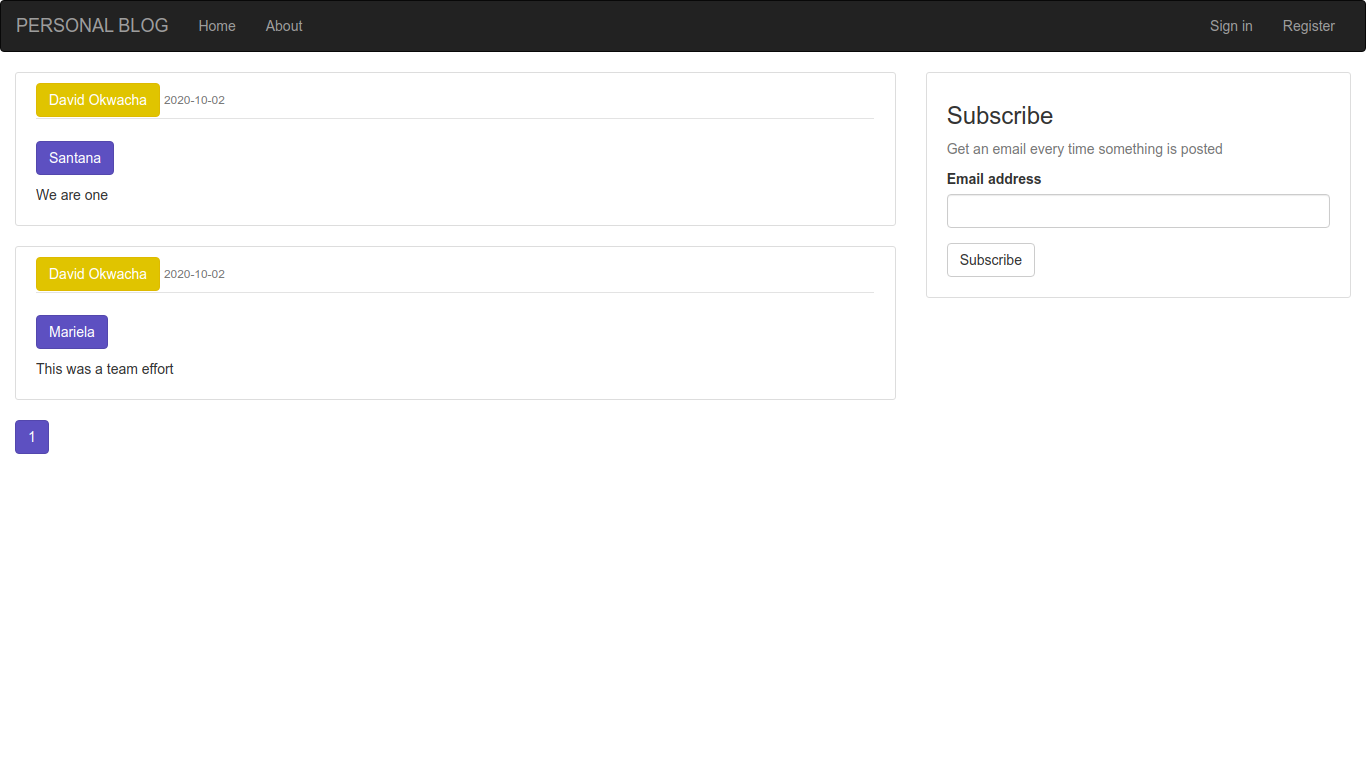 PERSONAL BLOG Home About Sign in Register
David Okwacha 2020-10-02
Santana
We are one
David Okwacha 2020-10-02
Mariela
This was a team effort
1
Subscribe
Get an email every time something is posted
Email address
Subscribe